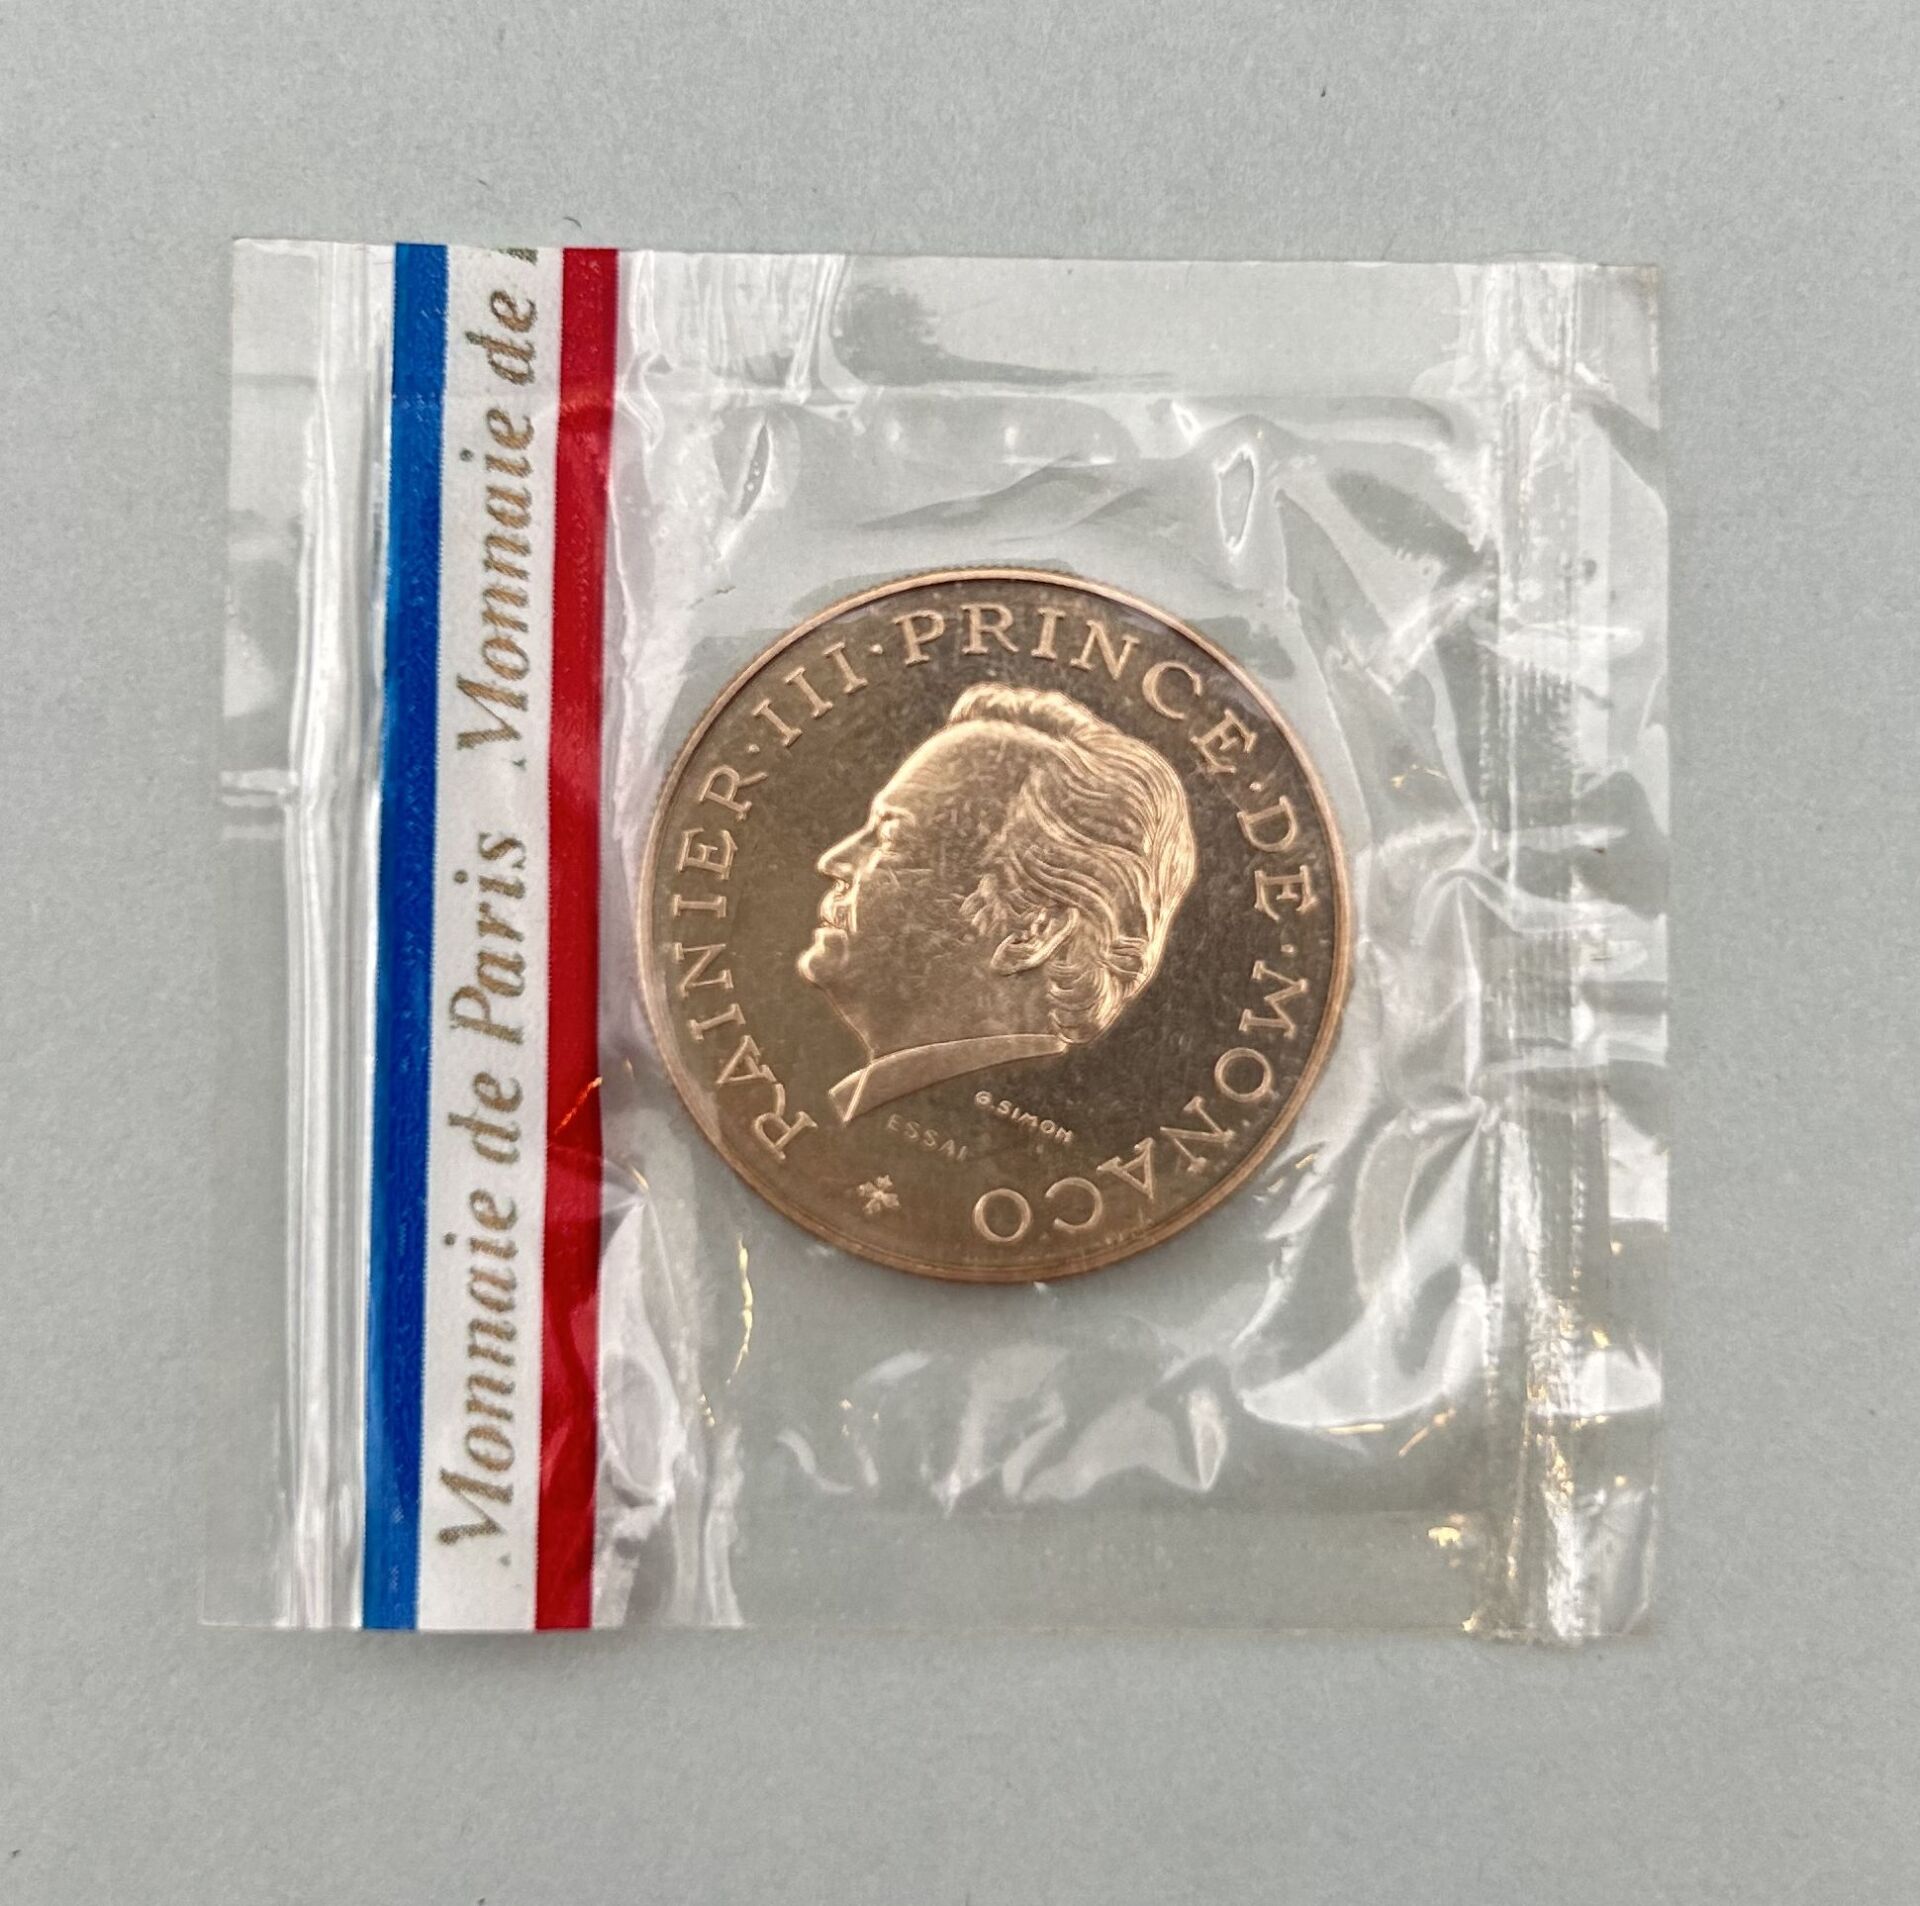 Monnaie de Paris Monnaie de
RAINIER·III·PRINCE·DE·MONACO
G.SIMON
ESSAI